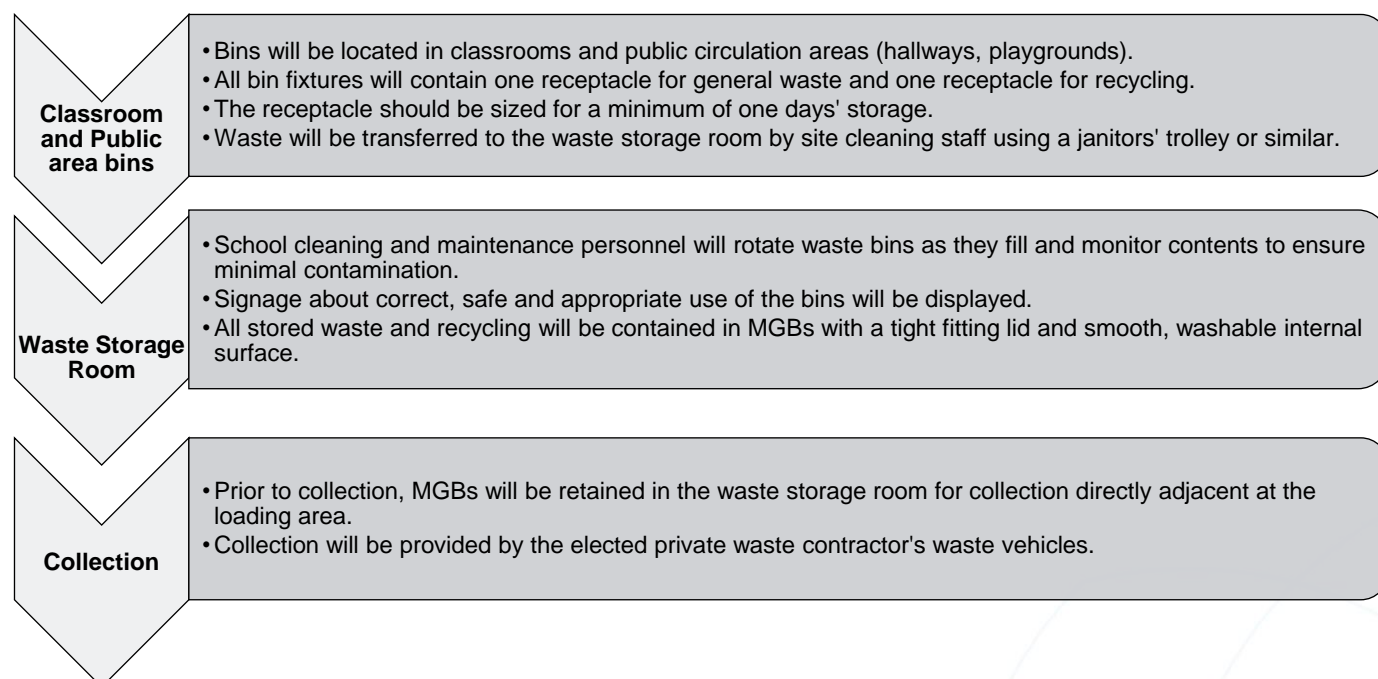 Classroom
and Public
area bins
•Bins will be located in classrooms and public circulation areas (hallways, playgrounds).
•All bin fixtures will contain one receptacle for general waste and one receptacle for recycling.
•The receptacle should be sized for a minimum of one days' storage.
•Waste will be transferred to the waste storage room by site cleaning staff using a janitors' trolley or similar.
Waste Storage
Room
•School cleaning and maintenance personnel will rotate waste bins as they fill and monitor contents to ensure
minimal contamination.
•Signage about correct, safe and appropriate use of the bins will be displayed.
•All stored waste and recycling will be contained in MGBs with a tight fitting lid and smooth, washable internal
surface.
Collection
•Prior to collection, MGBs will be retained in the waste storage room for collection directly adjacent at the
loading area.
•Collection will be provided by the elected private waste contractor's waste vehicles.